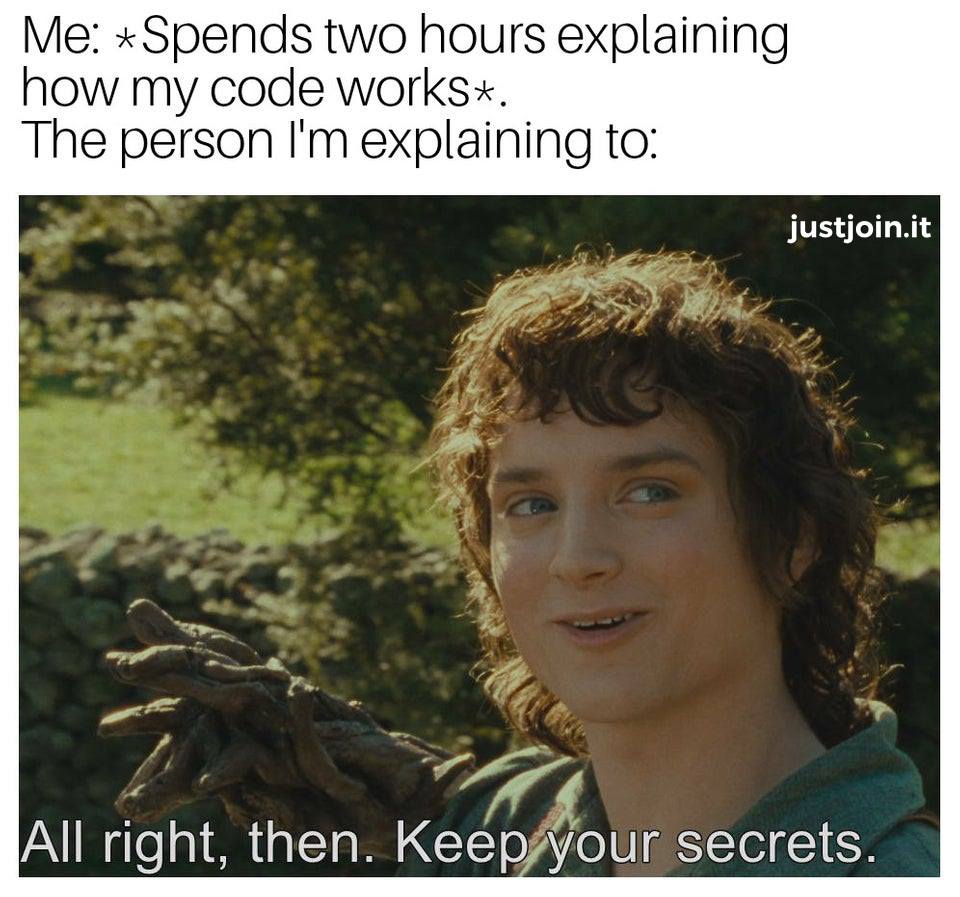 Me: *Spends two hours explaining
how my code works*.
The person I'm explaining to:
justjoin.it
All right, then. Keep your secrets.